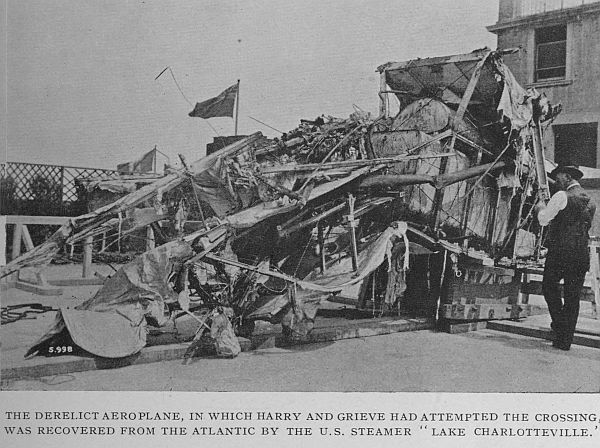 S.998
THE DERELICT AEROPLANE, IN WHICH HARRY AND GRIEVE HAD ATTEMPTED THE CROSSING,
WAS RECOVERED FROM THE ATLANTIC BY THE U.S. STEAMER "LAKE CHARLOTTEVILLE.'